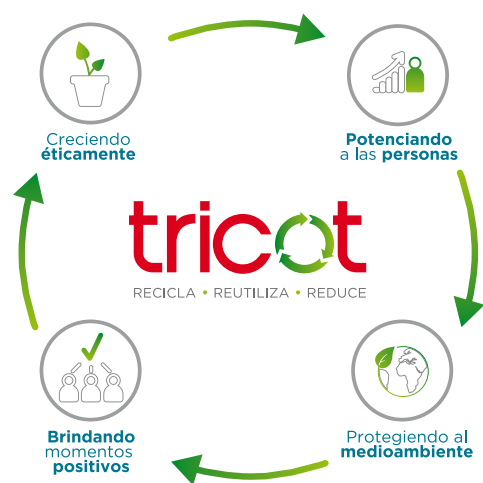 Creciendo
éticamente
Potenciando
a las personas
tricot
RECICLA • REUTILIZA • REDUCE
Brindando
momentos
positivos
Protegiendo al
medioambiente